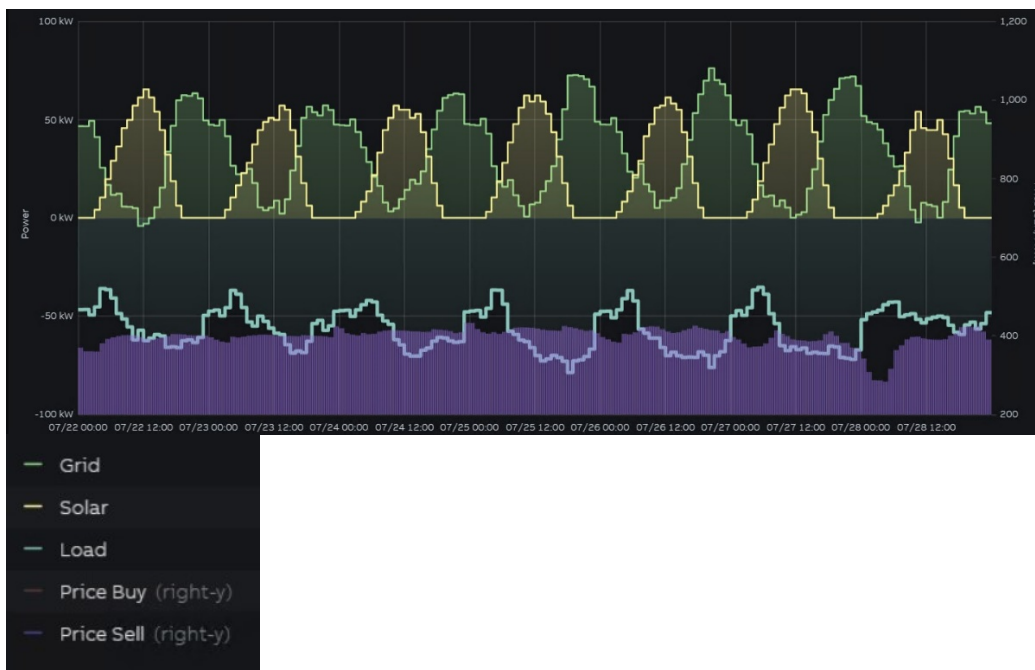 100 kW
1,200
1,000
50 kW
800
0 kW
Power
600
-50 kW
400
-100 kW
200
07/22 00:00 07/22 12:00 07/23 00:00 07/23 12:00 07/24 00:00 07/24 12:00 07/25 00:00 07/25 12:00 07/26 00:00 07/26 12:00 07/27 00:00 07/27 12:00 07/28 00:00 07/28 12:00
Grid
Solar
Load
Price Buy (right-y)
Price Sell (right-y)